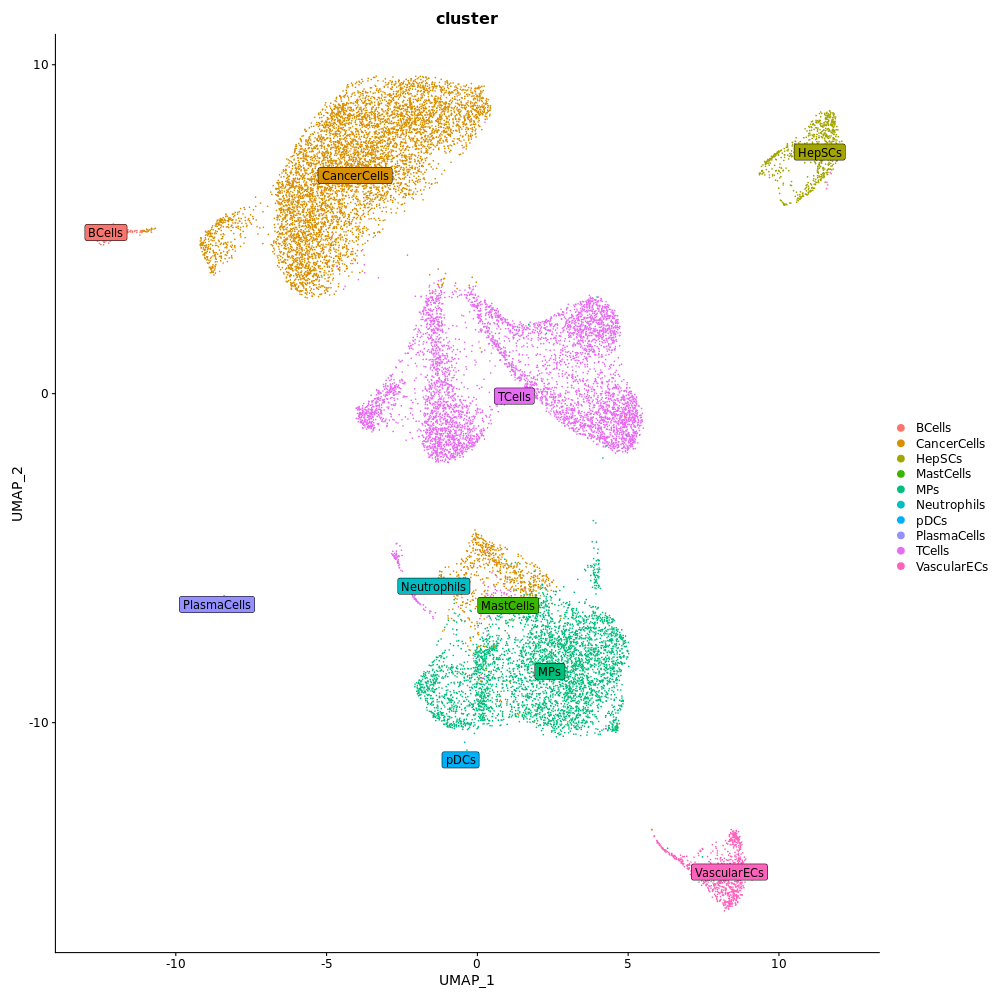 cluster
10
0
-10
UMAP_2
CancerCells
HepSCs
BCells
TCells
Neutrophils
PlasmaCells
MastCells
MPs
pDCs
VascularECs
BCells
CancerCells
HepSCs
MastCells
MPs
Neutrophils
pDCs
PlasmaCells
TCells
VascularECs
-10 -5 0 5 10
UMAP_1